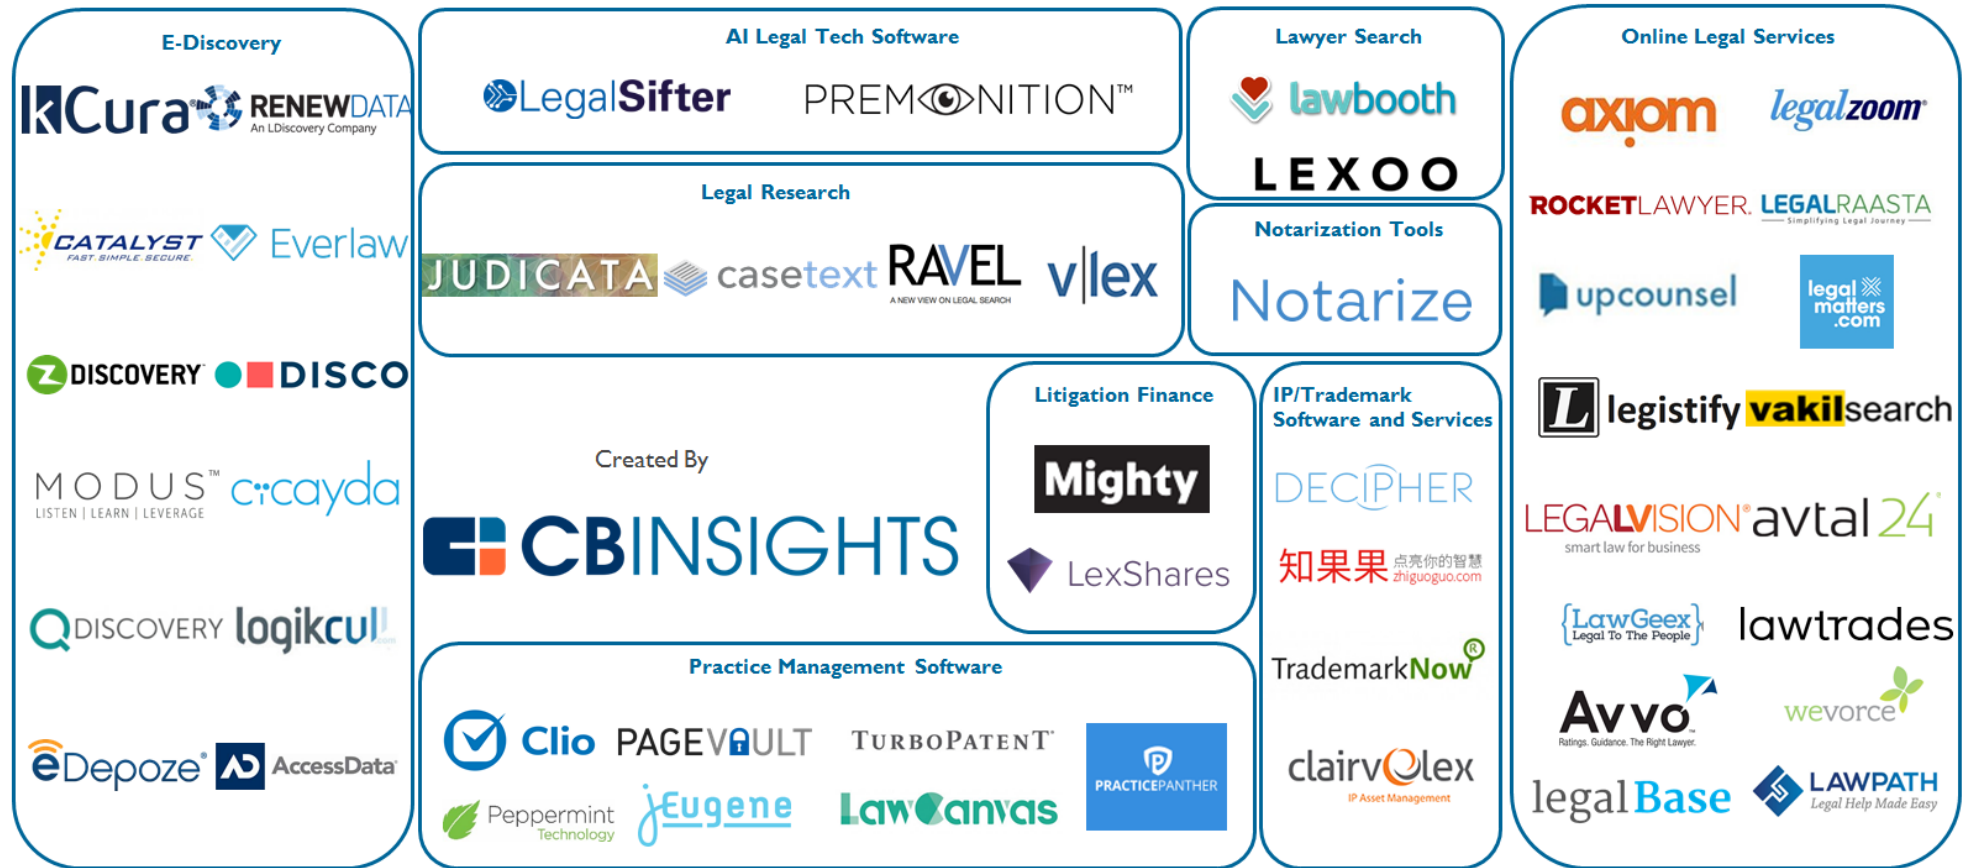 E-Discovery
KCura®
RENEWDATA
An LDiscovery Company
CATALYST
FAST. SIMPLE. SECURE.
Everlaw
Z DISCOVERY
DISCO
MODUS™
LISTEN | LEARN | LEVERAGE
cicayda
QDISCOVERY
logikcull
.com
eDepoze®
AD AccessData
AI Legal Tech Software
LegalSifter
PREMONITION™
Legal Research
JUDICATA
casetext
RAVEL
A NEW VIEW ON LEGAL SEARCH
v|lex
Created By
CBINSIGHTS
Lawyer Search
lawbooth
LEXOO
Notarization Tools
Notarize
Litigation Finance
Mighty
LexShares
IP/Trademark
Software and Services
DECIPHER
知果果
点亮你的智慧
zhiguoguo.com
TrademarkNow®
clairvolex
IP Asset Management
Practice Management Software
Clio
PAGEVAULT
TURBOPATENT
P
PRACTICEPANTHER
Peppermint
Technology
jEugene
LawCanvas
Online Legal Services
axiom
legalzoom®
ROCKETLAWYER.
LEGALRAASTA
Simplifying Legal Journey
upcounsel
legal
matters
.com
L legistify
vakilsearch
LEGALVISION®
smart law for business
avtal24
{LawGeex}
Legal To The People
lawtrades
Avvo
Ratings. Guidance. The Right Lawyer.
wevorce
legalBase
LAWPATH
Legal Help Made Easy